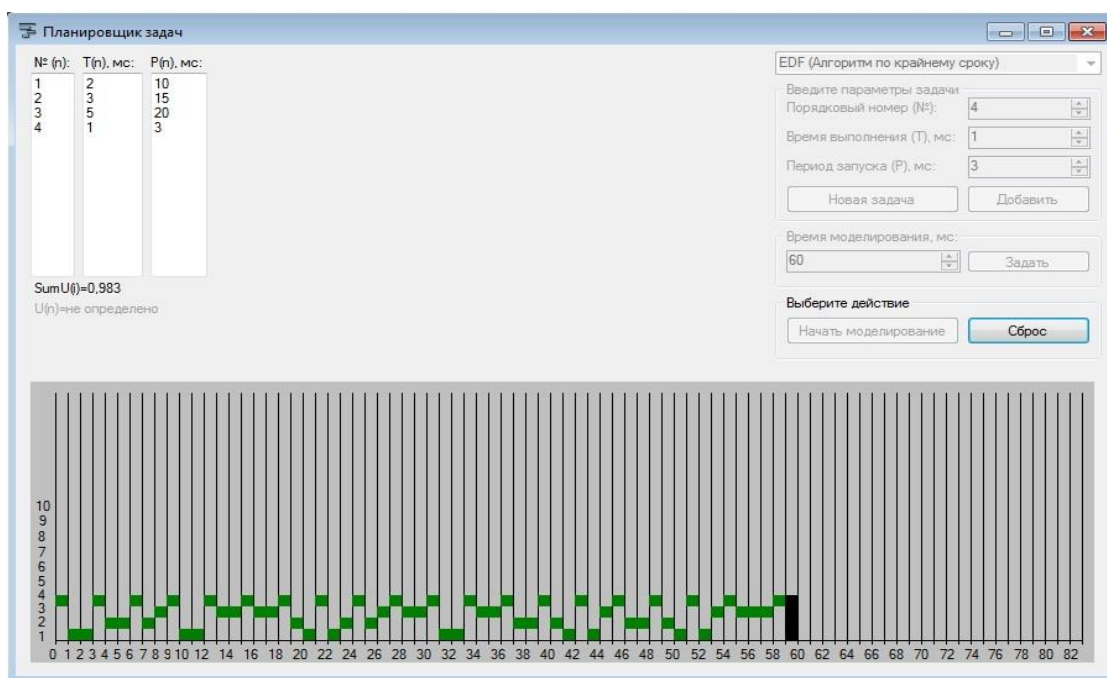 Планировщик задач
№ (n): T(n), мс: P(n), мс:
1 2 10
2 3 15
3 5 20
4 1 3
SumU(j)=0,983
U(n)=не определено
EDF (Алгоритм по крайнему сроку)
Введите параметры задачи
Порядковый номер (№): 4
Время выполнения (T), мс: 1
Период запуска (P), мс: 3
Новая задача Добавить
Время моделирования, мс:
60 Задать
Выберите действие
Начать моделирование Сброс
10
9
8
7
6
5
4
3
2
1
0 1 2 3 4 5 6 7 8 9 10 12 14 16 18 20 22 24 26 28 30 32 34 36 38 40 42 44 46 48 50 52 54 56 58 60 62 64 66 68 70 72 74 76 78 80 82